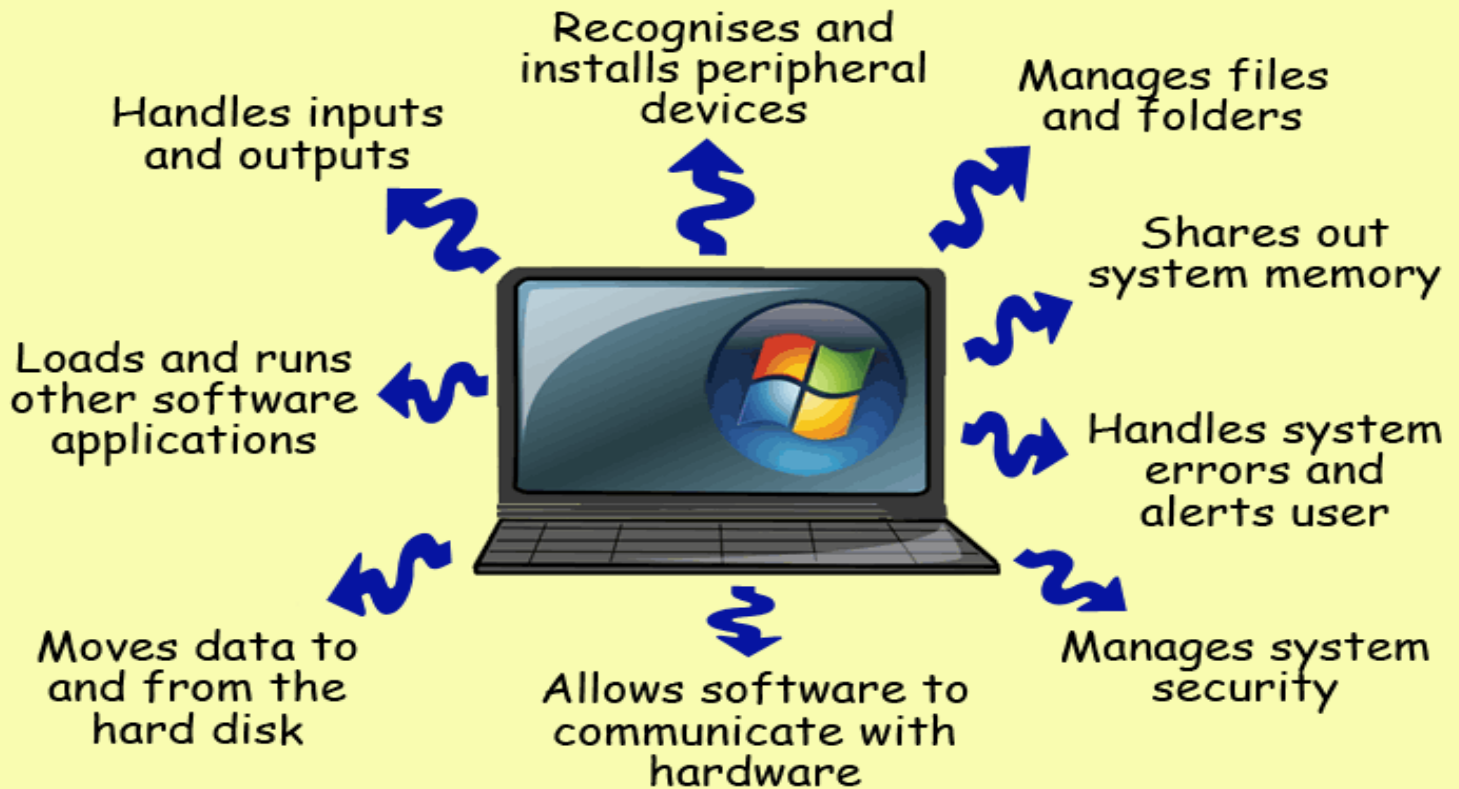 Recognises and
installs peripheral
devices
Manages files
and folders
Handles inputs
and outputs
Shares out
system memory
Loads and runs
other software
applications
Handles system
errors and
alerts user
Moves data to
and from the
hard disk
Allows software to
communicate with
hardware
Manages system
security